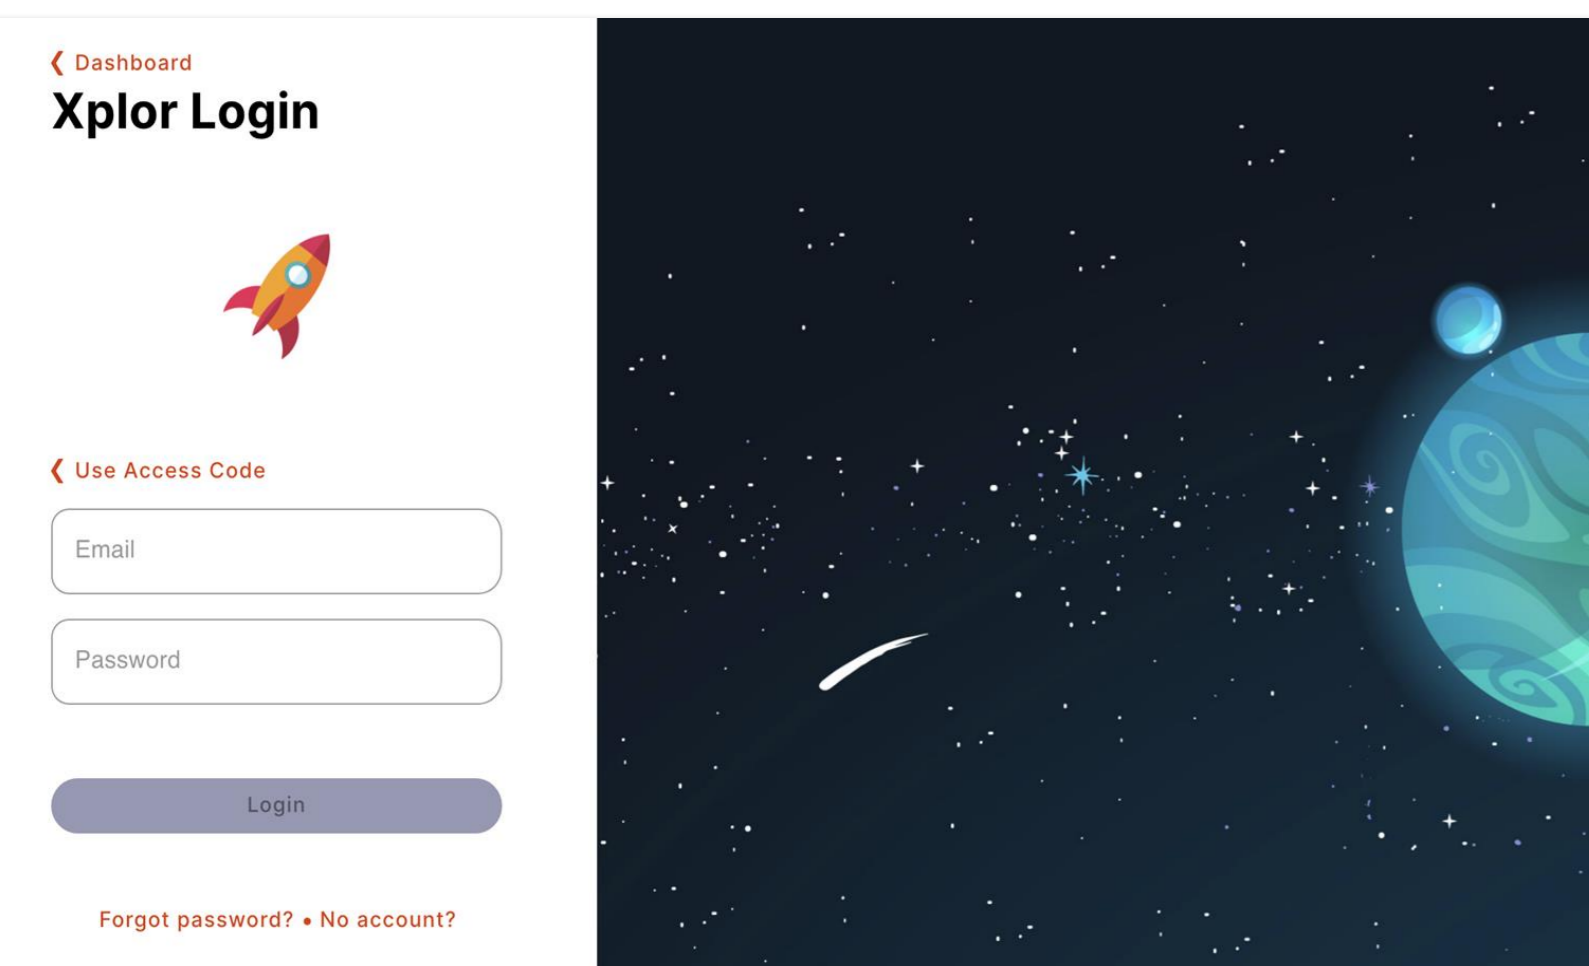 ❮ Dashboard
Xplor Login
❮ Use Access Code
Email
Password
Login
Forgot password? • No account?